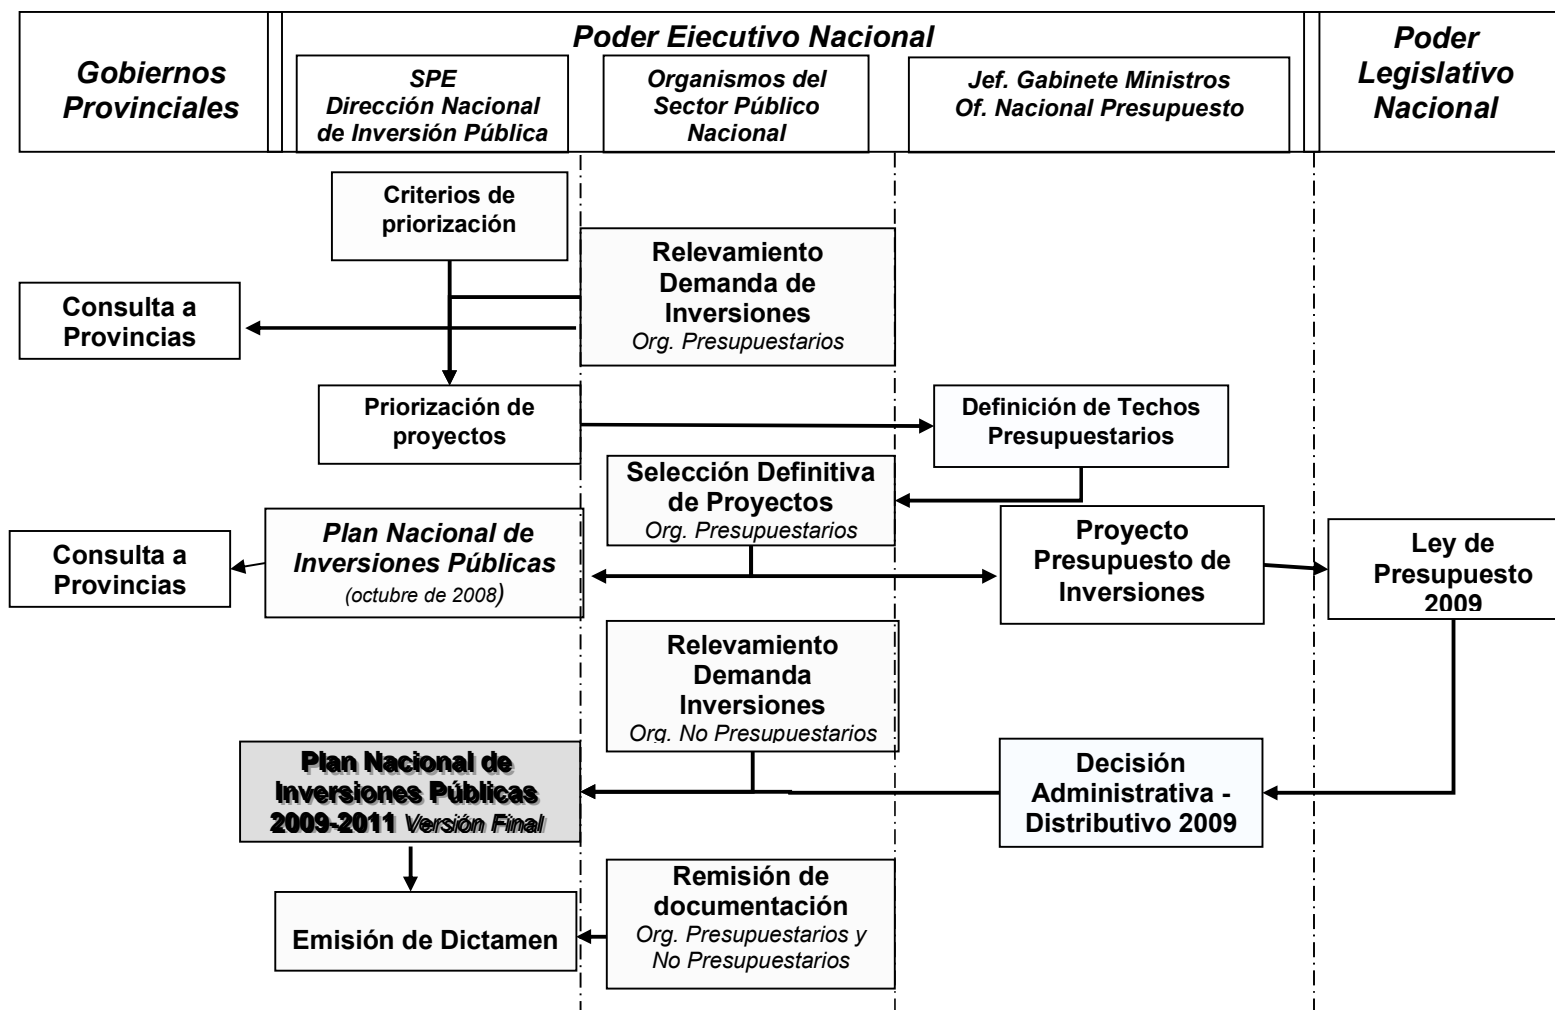 Gobiernos
Provinciales
Poder Ejecutivo Nacional
SPE
Dirección Nacional
de Inversión Pública
Organismos del
Sector Público
Nacional
Jef. Gabinete Ministros
Of. Nacional Presupuesto
Poder
Legislativo
Nacional
Criterios de
priorización
Relevamiento
Demanda de
Inversiones
Org. Presupuestarios
Consulta a
Provincias
Priorización de
proyectos
Definición de Techos
Presupuestarios
Selección Definitiva
de Proyectos
Org. Presupuestarios
Consulta a
Provincias
Plan Nacional de
Inversiones Públicas
(octubre de 2008)
Proyecto
Presupuesto de
Inversiones
Ley de
Presupuesto
2009
Relevamiento
Demanda
Inversiones
Org. No Presupuestarios
Plan Nacional de
Inversiones Públicas
2009-2011 Versión Final
Decisión
Administrativa -
Distributivo 2009
Remisión de
documentación
Org. Presupuestarios y
No Presupuestarios
Emisión de Dictamen